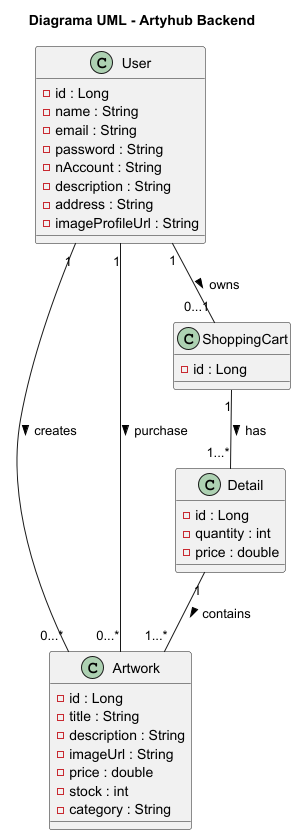 Diagrama UML - Artyhub Backend
C User
id : Long
name : String
email : String
password : String
nAccount : String
description : String
address : String
imageProfileUrl : String
1
1
1
owns
0...1
C ShoppingCart
id : Long
1
creates
purchase
has
1...*
C Detail
id : Long
quantity : int
price : double
1
contains
0...*
0...*
1...*
C Artwork
id : Long
title : String
description : String
imageUrl : String
price : double
stock : int
category : String